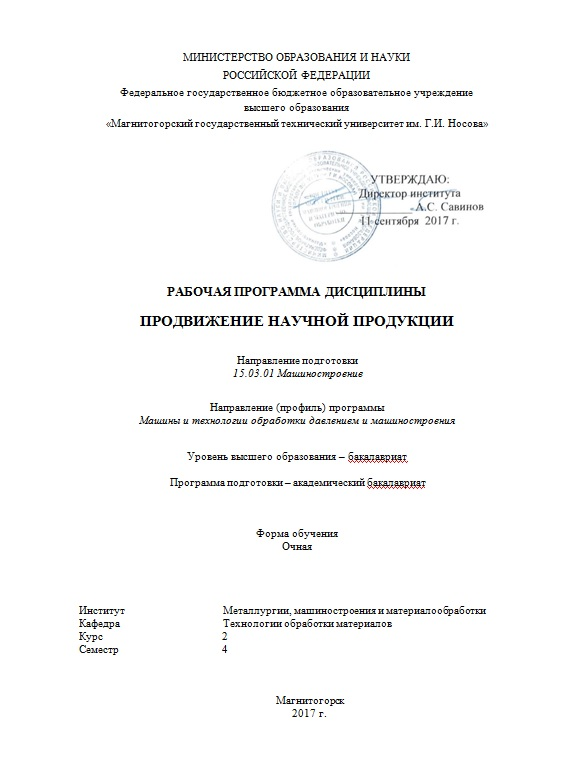 МИНИСТЕРСТВО ОБРАЗОВАНИЯ И НАУКИ
РОССИЙСКОЙ ФЕДЕРАЦИИ
Федеральное государственное бюджетное образовательное учреждение
высшего образования
«Магнитогорский государственный технический университет им. Г.И. Носова»
УТВЕРЖДАЮ:
Директор института
А.С. Савинов
11 сентября 2017 г.
РАБОЧАЯ ПРОГРАММА ДИСЦИПЛИНЫ
ПРОДВИЖЕНИЕ НАУЧНОЙ ПРОДУКЦИИ
Направление подготовки
15.03.01 Машиностроение
Направление (профиль) программы
Машины и технологии обработки давлением и машиностроения
Уровень высшего образования – бакалавриат
Программа подготовки – академический бакалавриат
Форма обучения
Очная
Институт Металлургии, машиностроения и материалообработки
Кафедра Технологии обработки материалов
Курс 2
Семестр 4
Магнитогорск
2017 г.